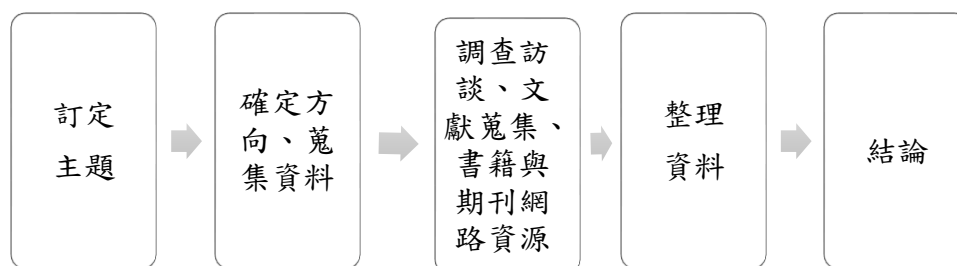 訂定
主題
確定方
向、蒐
集資料
調查訪
談、文
獻蒐集、
書籍與
期刊網
路資源
整理
資料
結論